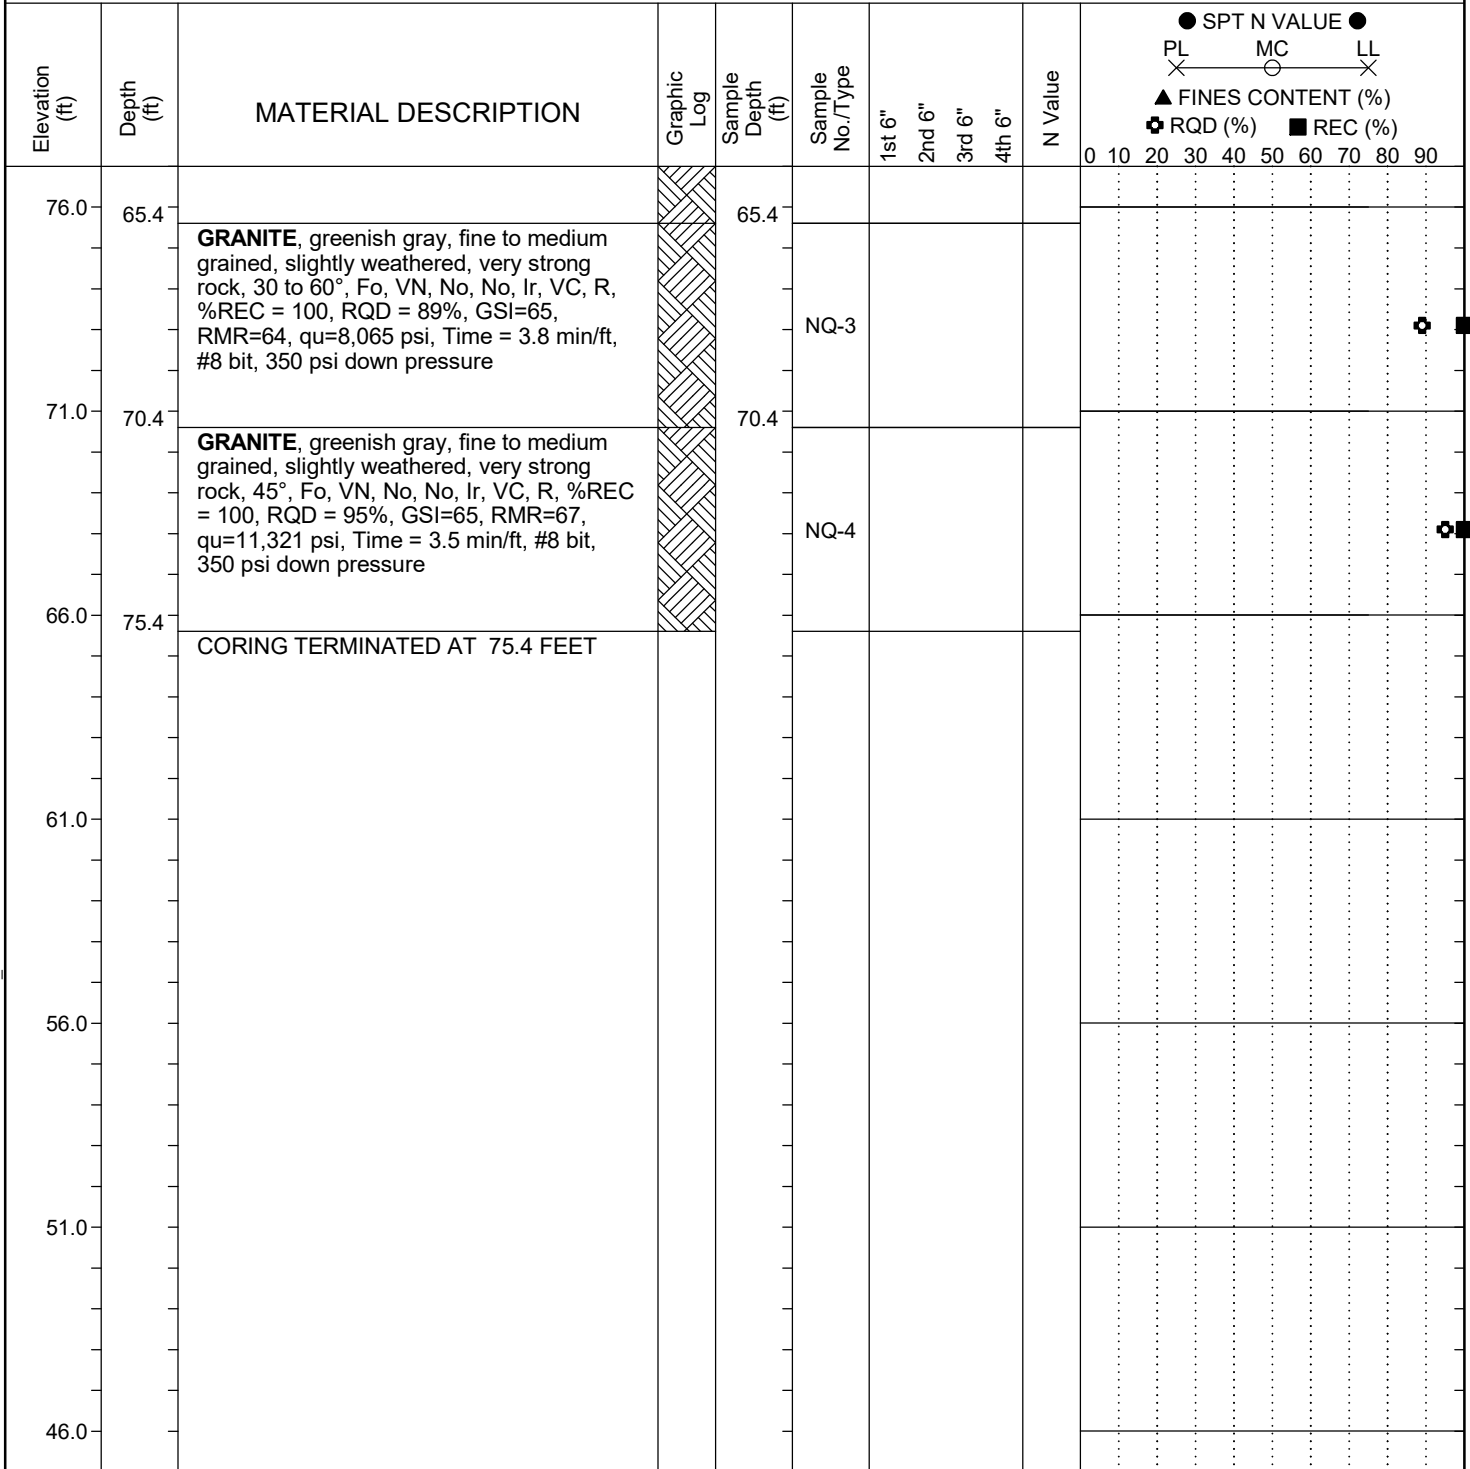 ● SPT N VALUE ●
PL MC LL
▲ FINES CONTENT (%)
RQD (%) ■ REC (%)
0 10 20 30 40 50 60 70 80 90
Elevation (ft)
Depth (ft)
MATERIAL DESCRIPTION
Graphic Log
Sample Depth (ft)
Sample No./Type
1st 6"
2nd 6"
3rd 6"
4th 6"
N Value
76.0
65.4
65.4
GRANITE, greenish gray, fine to medium
grained, slightly weathered, very strong
rock, 30 to 60°, Fo, VN, No, No, Ir, VC, R,
%REC = 100, RQD = 89%, GSI=65,
RMR=64, qu=8,065 psi, Time = 3.8 min/ft,
#8 bit, 350 psi down pressure
NQ-3
71.0
70.4
70.4
GRANITE, greenish gray, fine to medium
grained, slightly weathered, very strong
rock, 45°, Fo, VN, No, No, Ir, VC, R, %REC
= 100, RQD = 95%, GSI=65, RMR=67,
qu=11,321 psi, Time = 3.5 min/ft, #8 bit,
350 psi down pressure
NQ-4
66.0
75.4
CORING TERMINATED AT 75.4 FEET
61.0
56.0
51.0
46.0